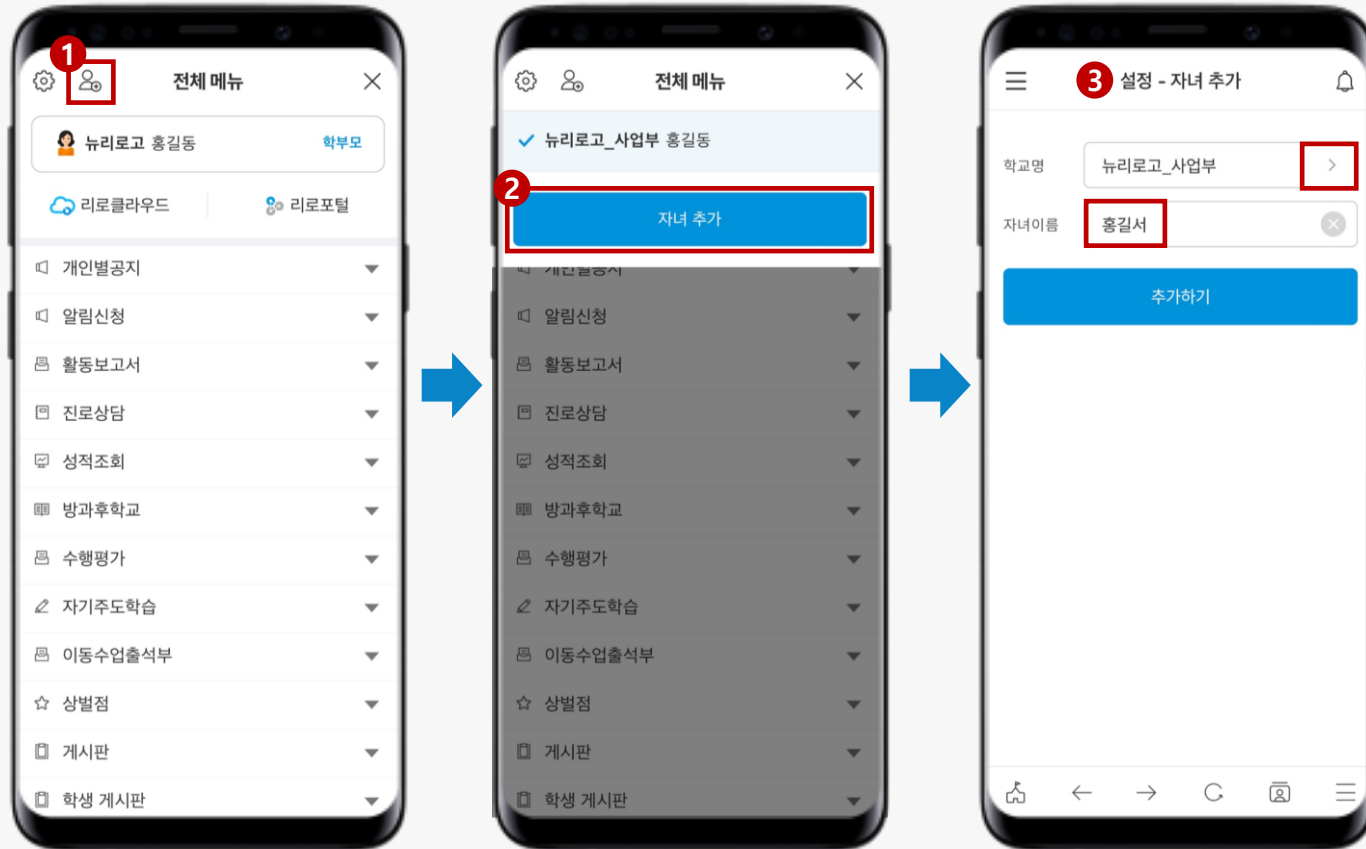 1
전체 메뉴
뉴리로고 홍길동 학부모
리로클라우드 리로포털
개인별공지
알림신청
활동보고서
진로상담
성적조회
방과후학교
수행평가
자기주도학습
이동수업출석부
상벌점
게시판
학생 게시판
전체 메뉴
뉴리로고_사업부 홍길동
2
자녀 추가
개인별공지
알림신청
활동보고서
진로상담
성적조회
방과후학교
수행평가
자기주도학습
이동수업출석부
상벌점
게시판
학생 게시판
3 설정 - 자녀 추가
학교명 뉴리로고_사업부
자녀이름 홍길서
추가하기